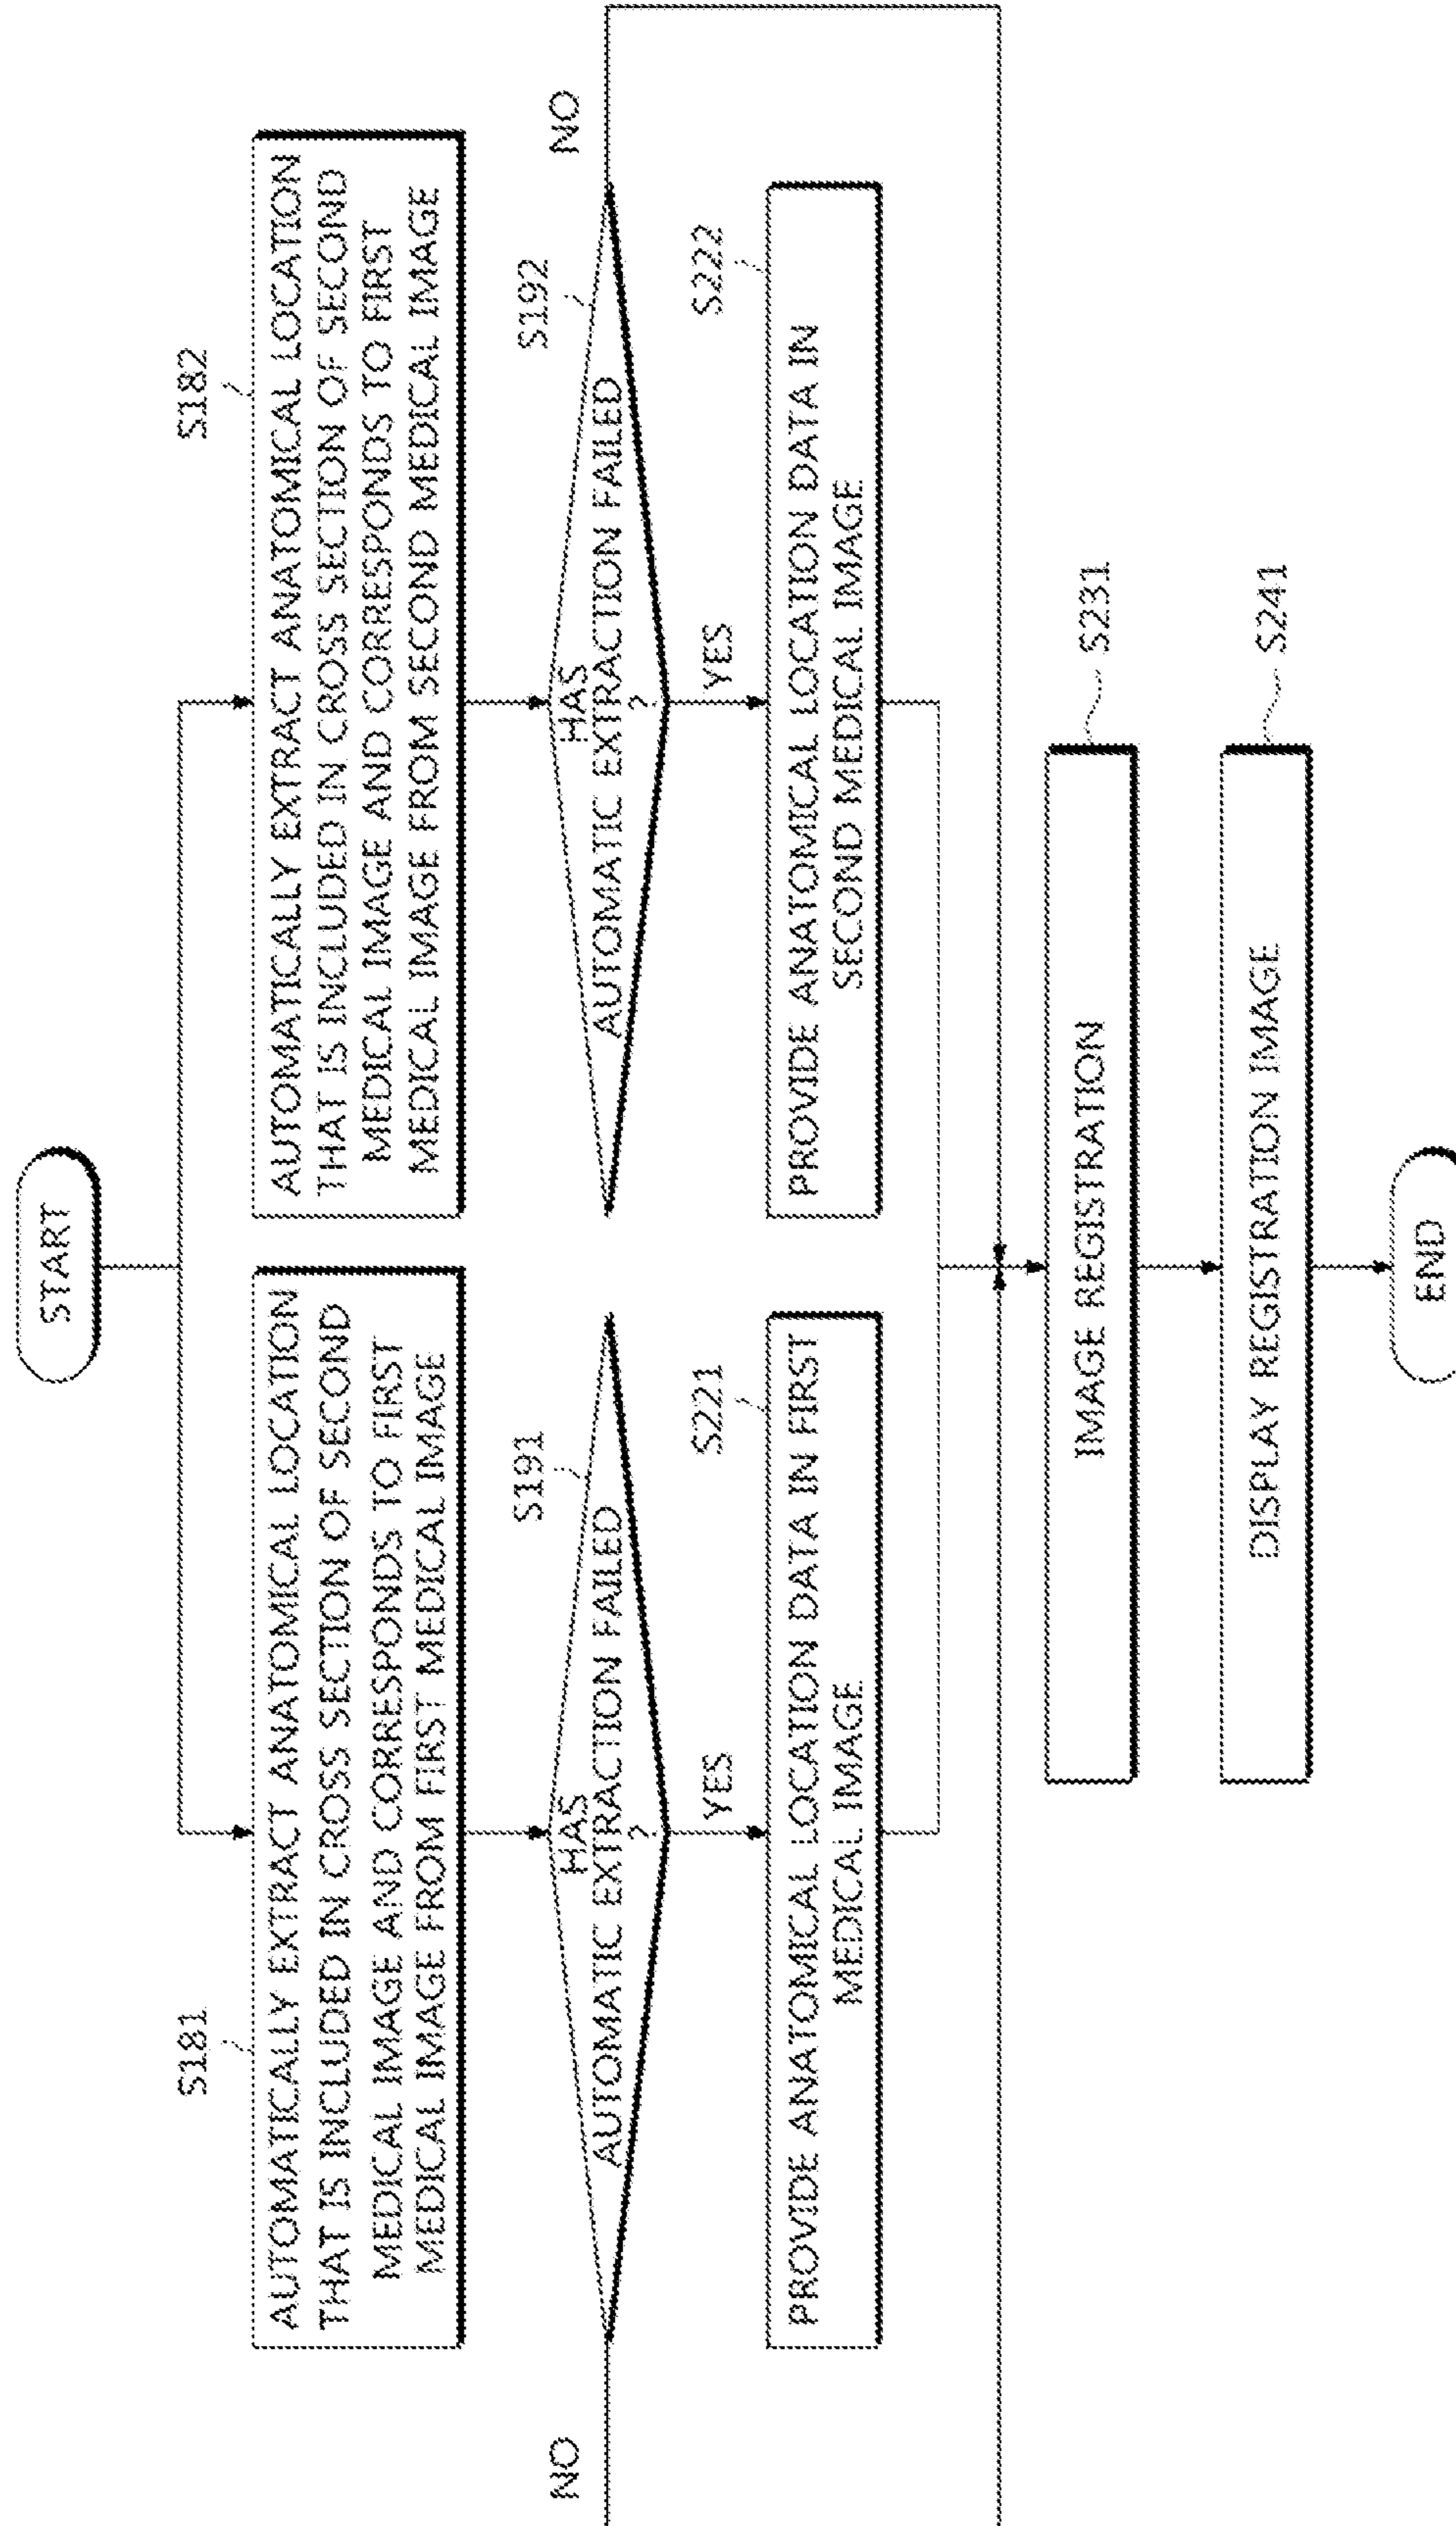 START
S181
AUTOMATICALLY EXTRACT ANATOMICAL LOCATION
THAT IS INCLUDED IN CROSS SECTION OF SECOND
MEDICAL IMAGE AND CORRESPONDS TO FIRST
MEDICAL IMAGE FROM FIRST MEDICAL IMAGE
S182
AUTOMATICALLY EXTRACT ANATOMICAL LOCATION
THAT IS INCLUDED IN CROSS SECTION OF SECOND
MEDICAL IMAGE AND CORRESPONDS TO FIRST
MEDICAL IMAGE FROM SECOND MEDICAL IMAGE
NO
S191
HAS
AUTOMATIC EXTRACTION FAILED
?
YES
S192
HAS
AUTOMATIC EXTRACTION FAILED
?
NO
YES
S221
PROVIDE ANATOMICAL LOCATION DATA IN FIRST
MEDICAL IMAGE
S222
PROVIDE ANATOMICAL LOCATION DATA IN
SECOND MEDICAL IMAGE
IMAGE REGISTRATION
S231
DISPLAY REGISTRATION IMAGE
S241
END